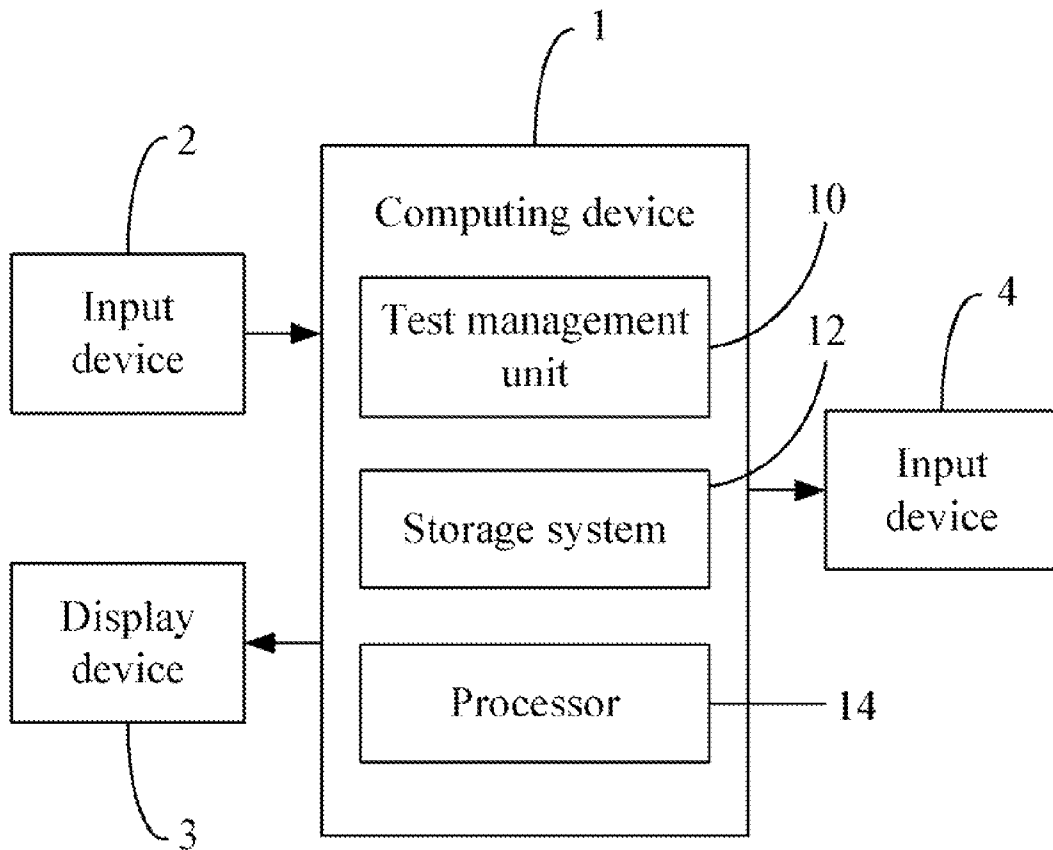 1
2
Computing device
10
Input
device
Test management
unit
4
12
Input
device
Storage system
Display
device
Processor
14
3